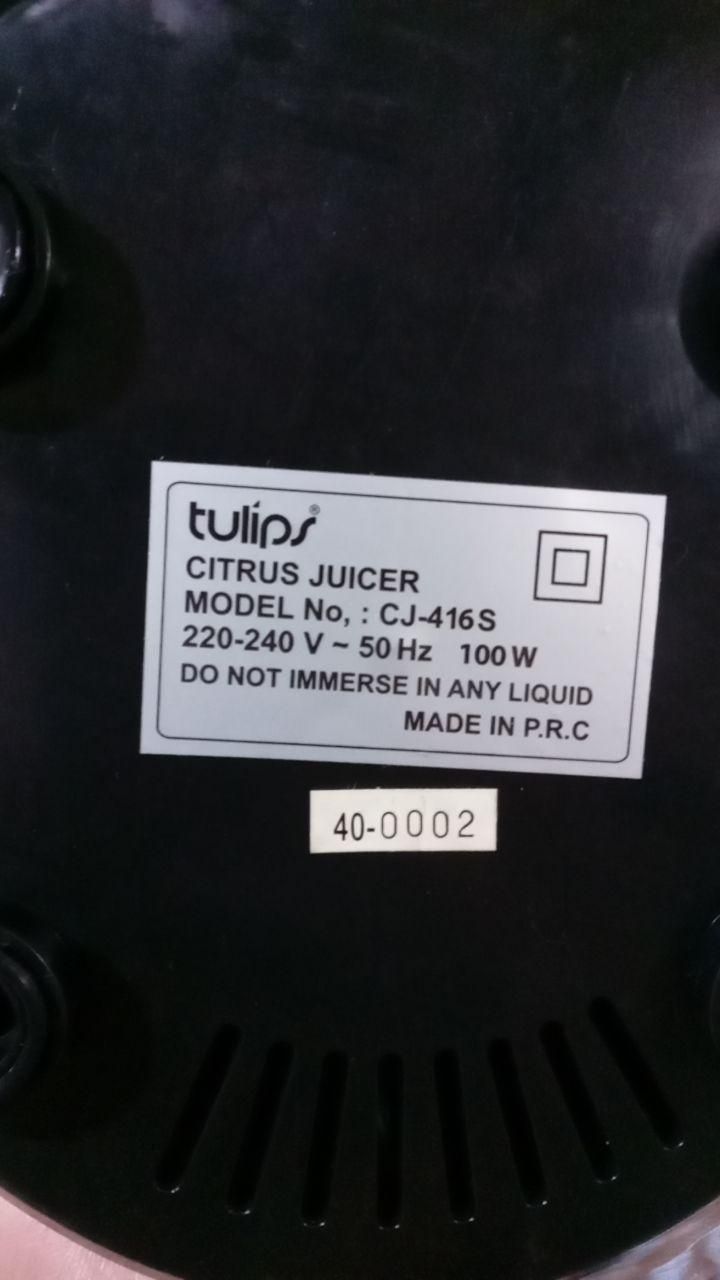 tulips®
CITRUS JUICER
MODEL No, : CJ-416S
220-240 V ~ 50 Hz 100 W
DO NOT IMMERSE IN ANY LIQUID
MADE IN P.R.C
40-0002